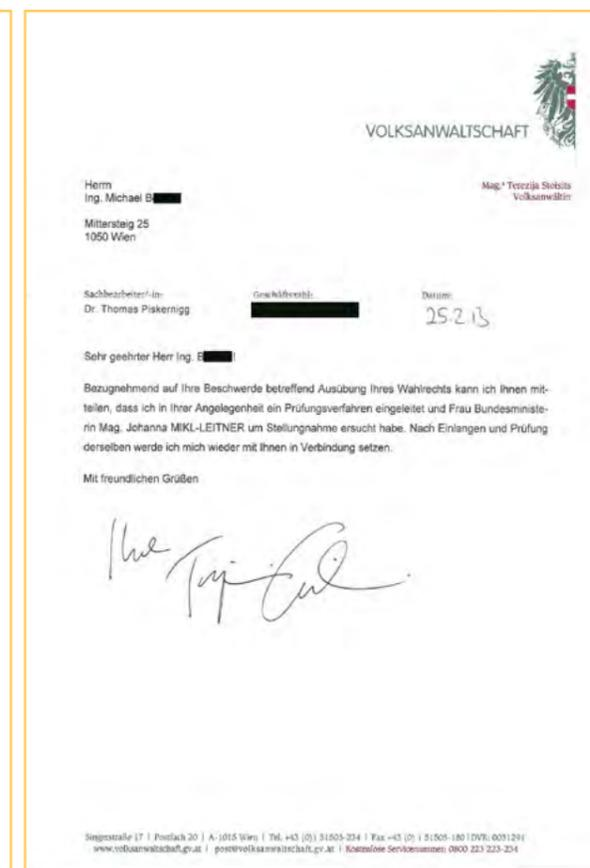 VOLKSANWALTSCHAFT
Herrn
Ing. Michael B
Mag.ª Terezija Stoisits
Volksanwältin
Mittersteig 25
1050 Wien
Sachbearbeiter/-in:
Geschäftszahl:
Datum:
Dr. Thomas Piskernigg
25.2.13
Sehr geehrter Herr Ing. B !
Bezugnehmend auf Ihre Beschwerde betreffend Ausübung Ihres Wahlrechts kann ich Ihnen mit-
teilen, dass ich in Ihrer Angelegenheit ein Prüfungsverfahren eingeleitet und Frau Bundesministe-
rin Mag. Johanna MIKL-LEITNER um Stellungnahme ersucht habe. Nach Einlangen und Prüfung
derselben werde ich mich wieder mit Ihnen in Verbindung setzen.
Mit freundlichen Grüßen
Ihre
Singerstraße 17 | Postfach 20 | A-1015 Wien | Tel. +43 (0)1 51505-234 | Fax +43 (0)1 51505-180 | DVR: 0031291
www.volksanwaltschaft.gv.at | post@volksanwaltschaft.gv.at | Kostenlose Servicenummer: 0800 223 223-234